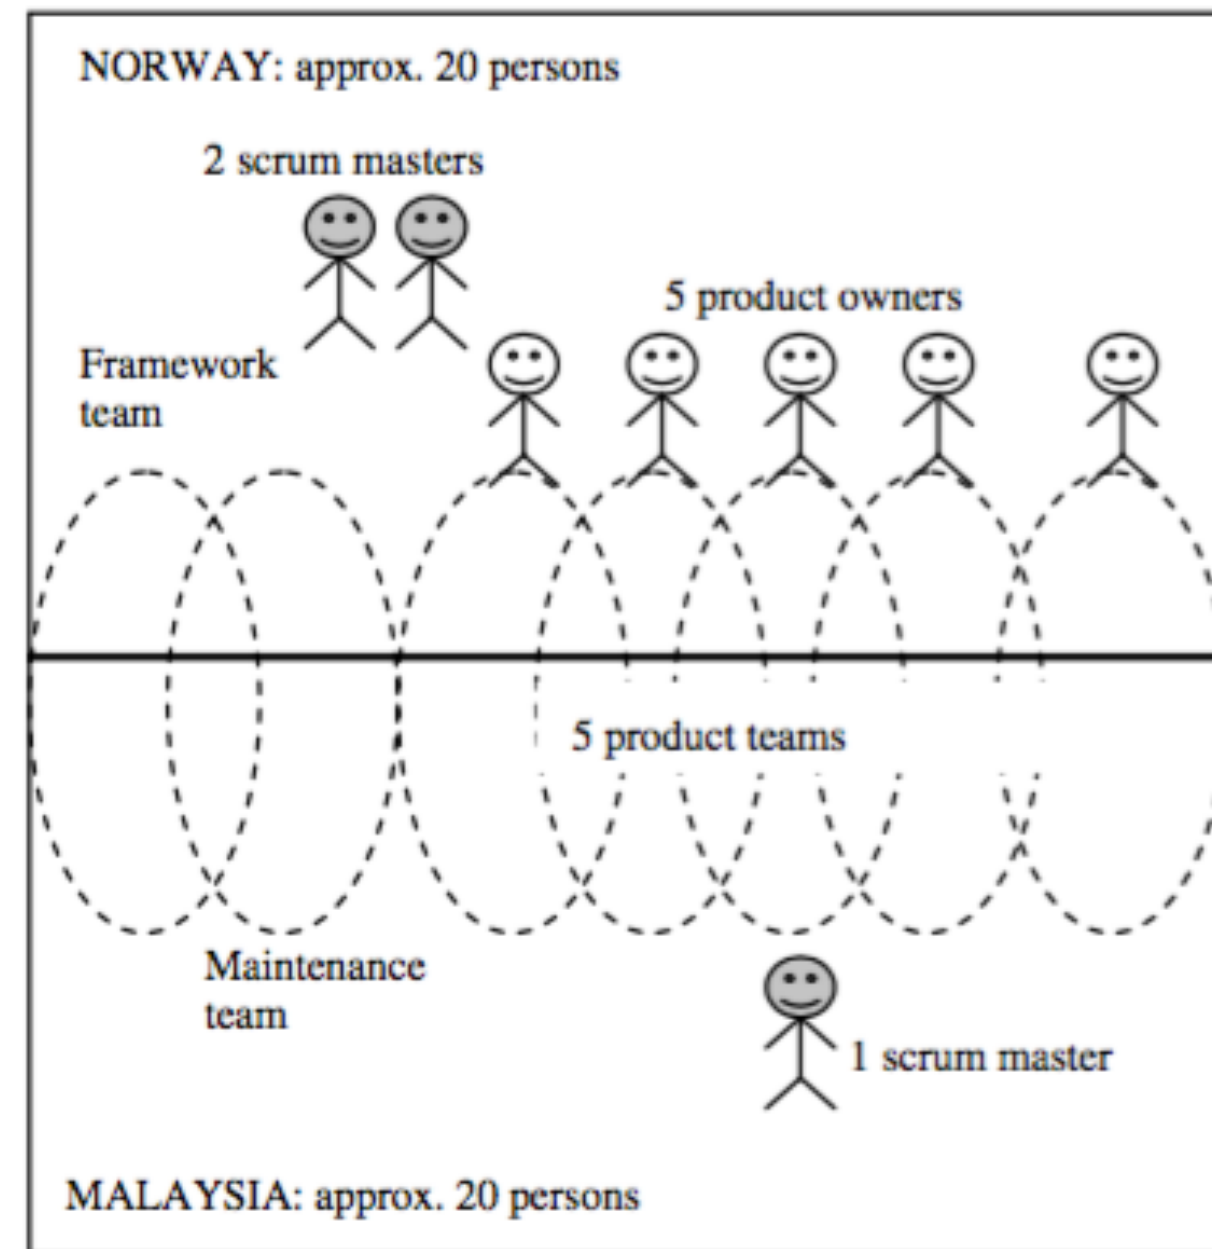 NORWAY: approx. 20 persons
2 scrum masters
5 product owners
Framework
team
5 product teams
Maintenance
team
1 scrum master
MALAYSIA: approx. 20 persons